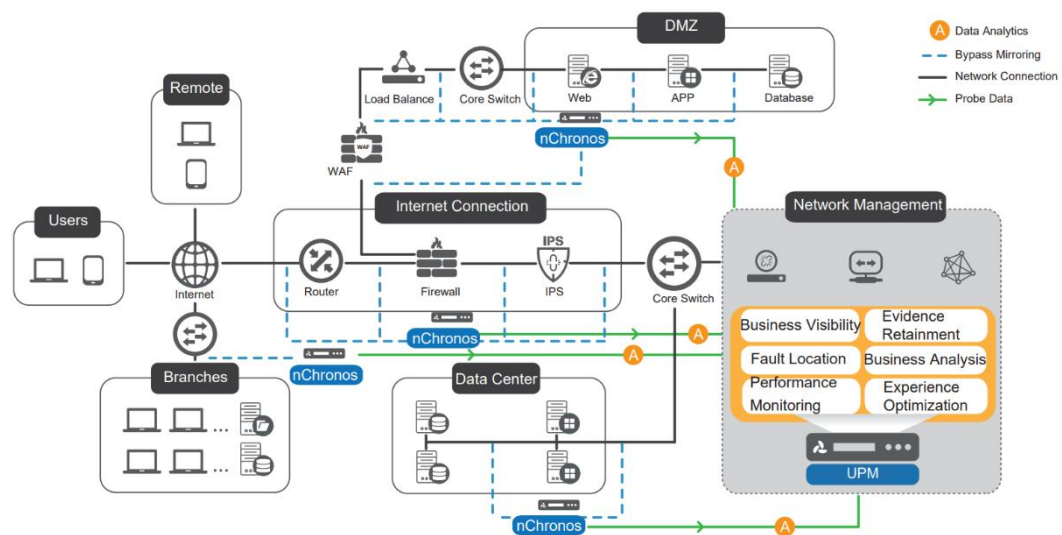 DMZ
A
Data Analytics
Bypass Mirroring
Network Connection
Probe Data
Load Balance
Core Switch
Web
APP
Database
nChronos
A
Remote
WAF
WAF
Users
Internet
Internet Connection
Router
Firewall
IPS
IPS
Core Switch
nChronos
A
nChronos
A
Branches
...
...
Data Center
nChronos
A
Network Management
Business Visibility
Evidence
Retainment
Fault Location
Business Analysis
Performance
Monitoring
Experience
Optimization
UPM